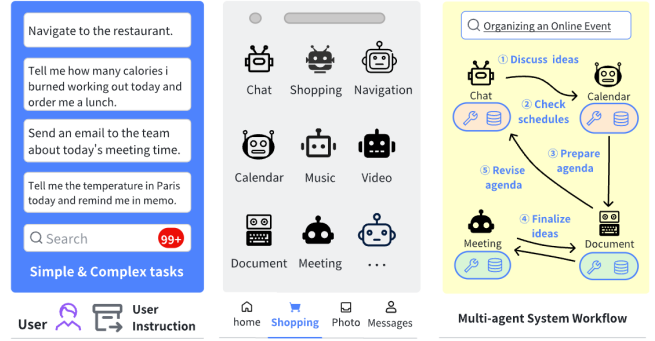 Navigate to the restaurant.
Tell me how many calories i
burned working out today and
order me a lunch.
Send an email to the team
about today's meeting time.
Tell me the temperature in Paris
today and remind me in memo.
Search
99+
Simple & Complex tasks
User
User
Instruction
Chat
Shopping
Navigation
Calendar
Music
Video
Document
Meeting
...
home
Shopping
Photo
Messages
Organizing an Online Event
① Discuss ideas
Chat
Calendar
② Check
schedules
③ Prepare
agenda
⑤ Revise
agenda
④ Finalize
ideas
Meeting
Document
Multi-agent System Workflow